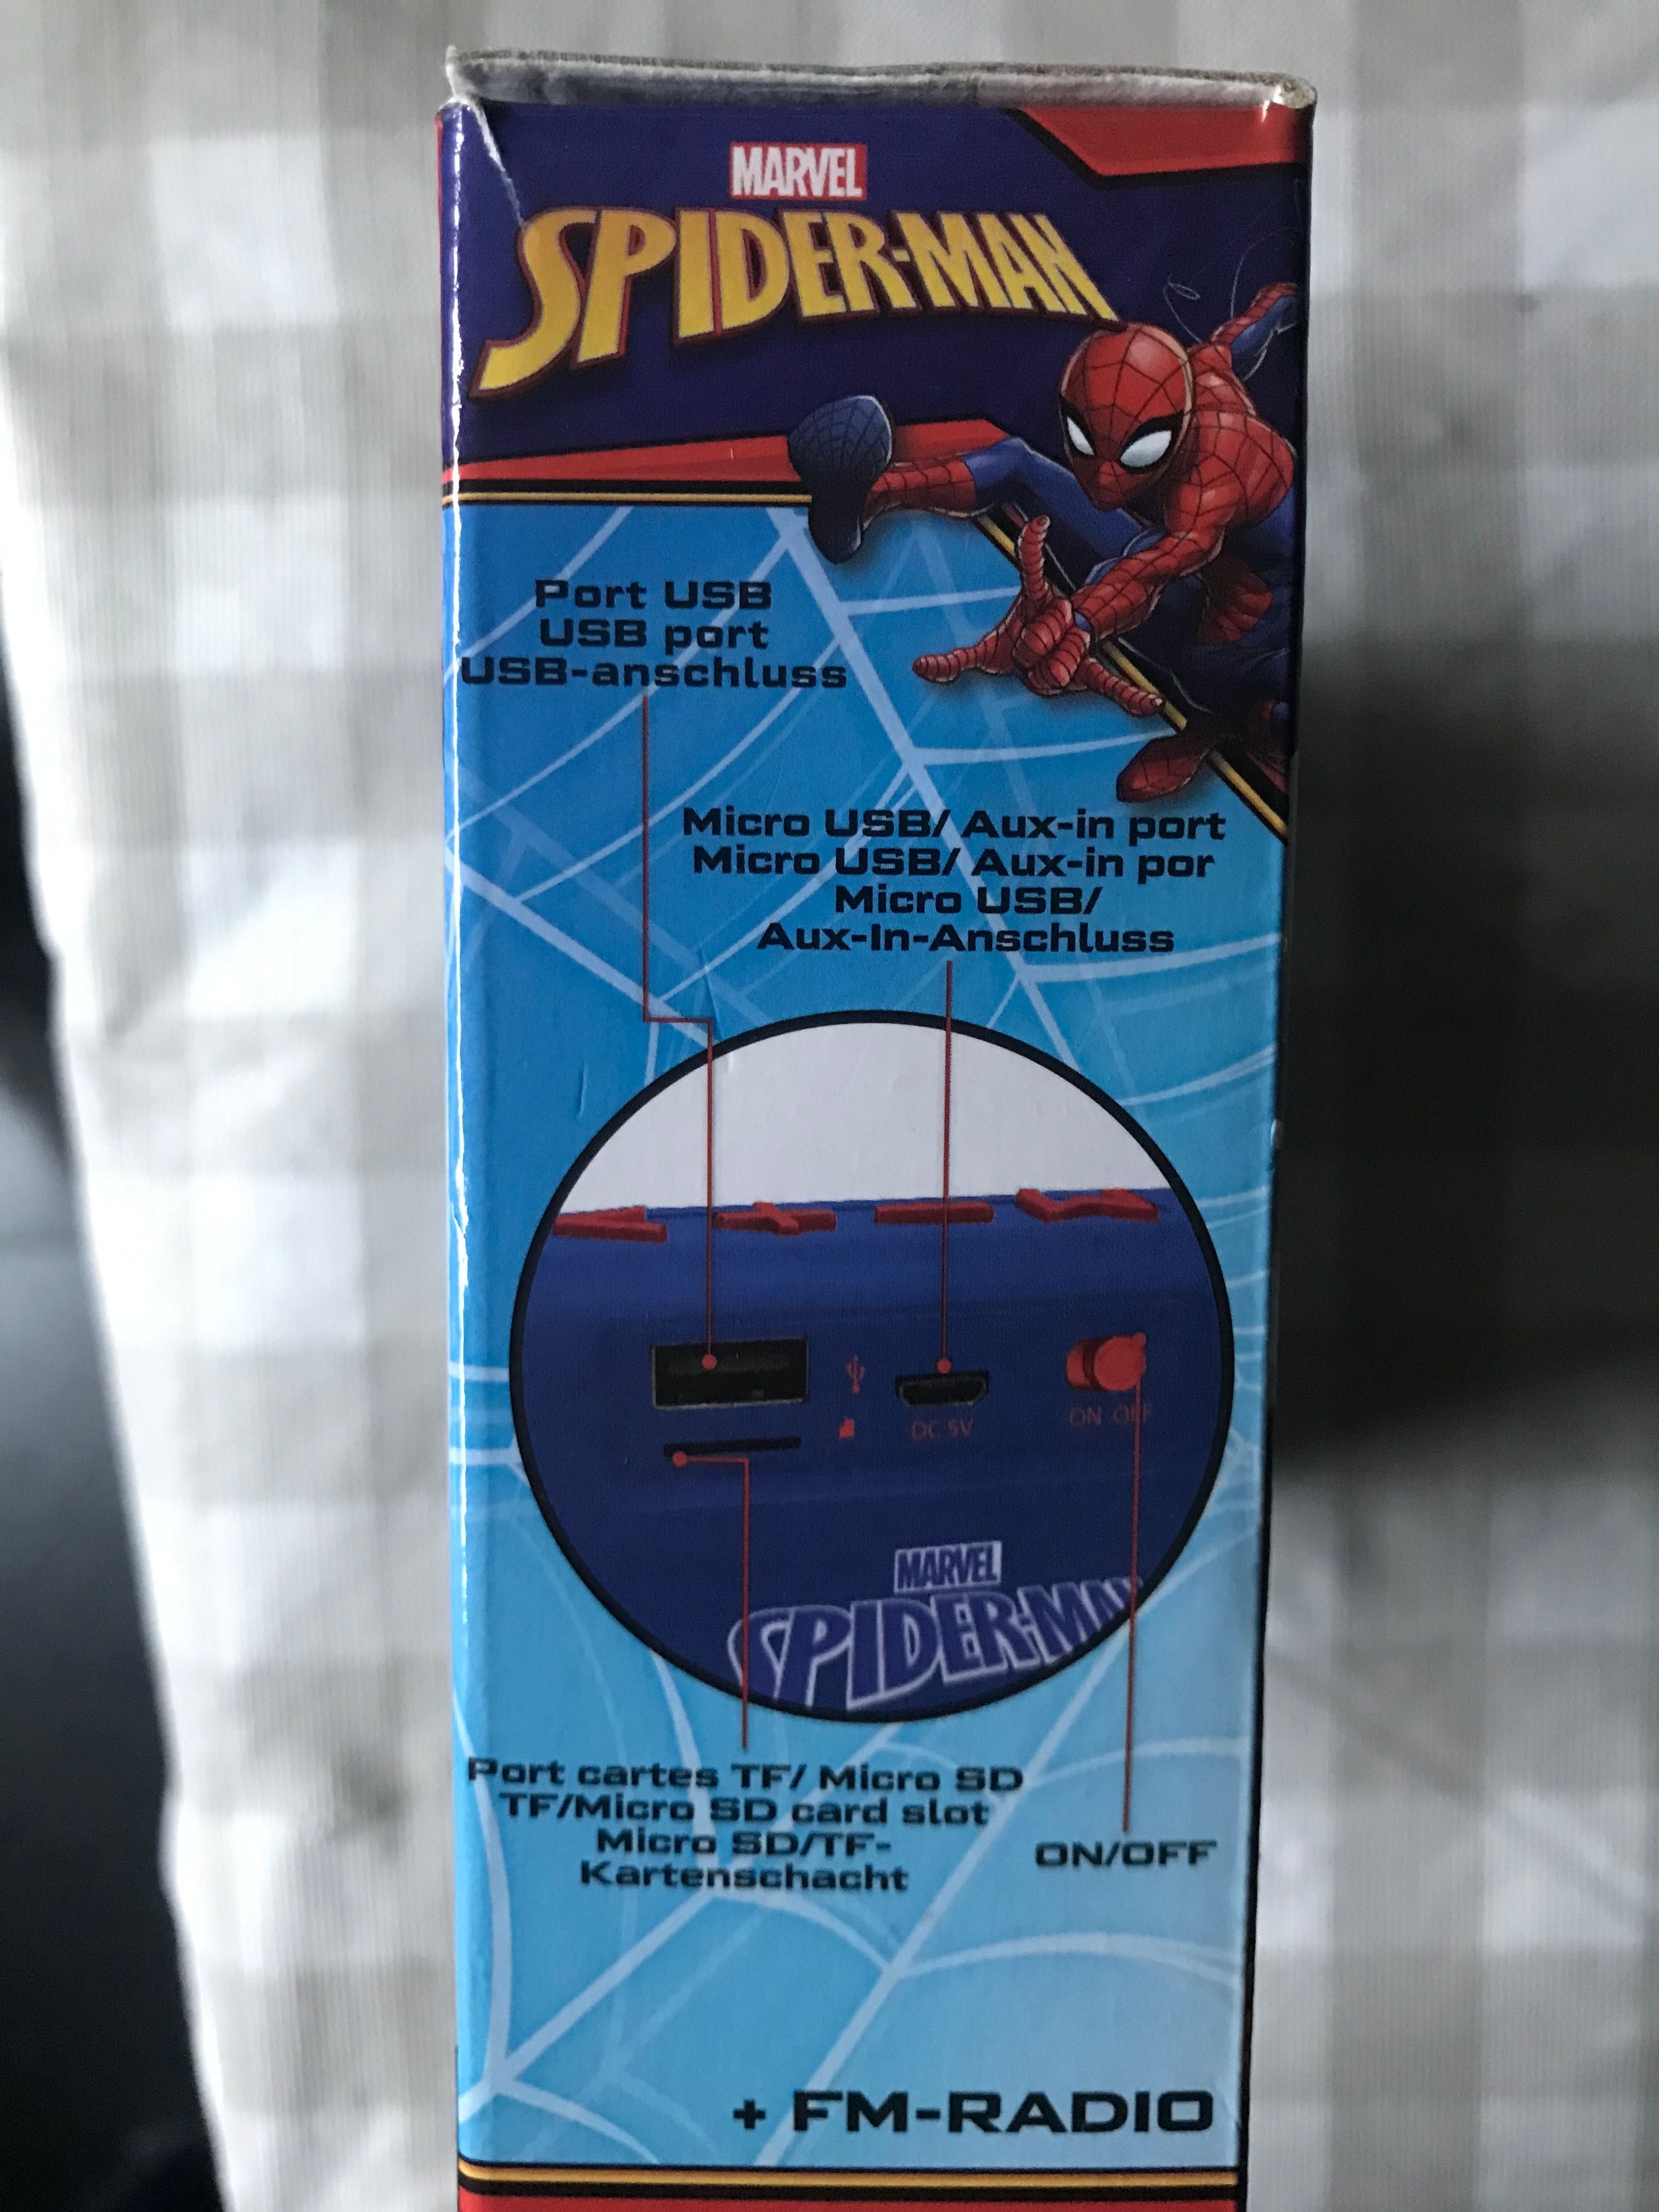 MARVEL
SPIDER-MAN
Port USB
USB port
USB-anschluss
Micro USB/ Aux-in port
Micro USB/ Aux-in por
Micro USB/
Aux-In-Anschluss
DC 5V
ON OFF
MARVEL
SPIDER-MAN
Port cartes TF/ Micro SD
TF/Micro SD card slot
Micro SD/TF-
Kartenschacht
ON/OFF
+ FM-RADIO